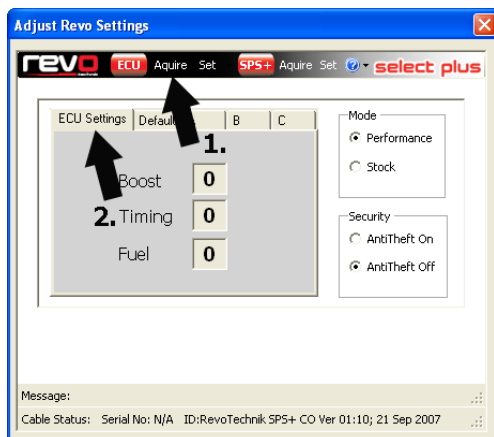 Adjust Revo Settings
revo ECU Aquire Set SPS+ Aquire Set select plus
ECU Settings Default B C
1.
Boost 0
2. Timing 0
Fuel 0
Mode
Performance
Stock
Security
AntiTheft On
AntiTheft Off
Message:
Cable Status: Serial No: N/A ID:RevoTechnik SPS+ CO Ver 01:10; 21 Sep 2007